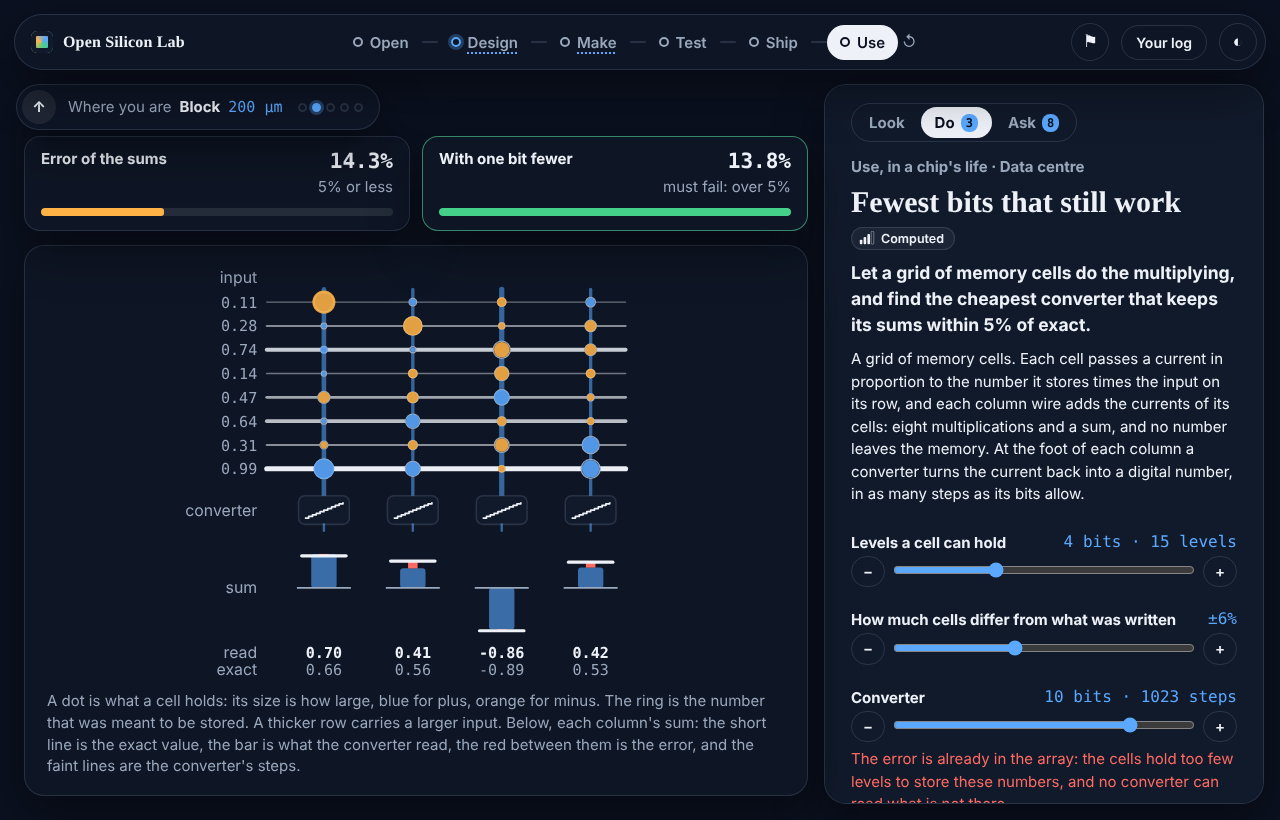 Open Silicon Lab
Open
Design
Make
Test
Ship
Use
Your log
Where you are Block 200 µm
Error of the sums
14.3%
5% or less
With one bit fewer
13.8%
must fail: over 5%
input
0.11
0.28
0.74
0.14
0.47
0.64
0.31
0.99
converter
sum
read 0.70 0.41 -0.86 0.42
exact 0.66 0.56 -0.89 0.53
A dot is what a cell holds: its size is how large, blue for plus, orange for minus. The ring is the number
that was meant to be stored. A thicker row carries a larger input. Below, each column's sum: the short
line is the exact value, the bar is what the converter read, the red between them is the error, and the
faint lines are the converter's steps.
Look
Do 3
Ask 8
Use, in a chip's life · Data centre
Fewest bits that still work
Computed
Let a grid of memory cells do the multiplying,
and find the cheapest converter that keeps
its sums within 5% of exact.
A grid of memory cells. Each cell passes a current in
proportion to the number it stores times the input on
its row, and each column wire adds the currents of its
cells: eight multiplications and a sum, and no number
leaves the memory. At the foot of each column a
converter turns the current back into a digital number,
in as many steps as its bits allow.
Levels a cell can hold
4 bits · 15 levels
− +
How much cells differ from what was written
±6%
− +
Converter
10 bits · 1023 steps
− +
The error is already in the array: the cells hold too few
levels to store these numbers, and no converter can
read what is not there.